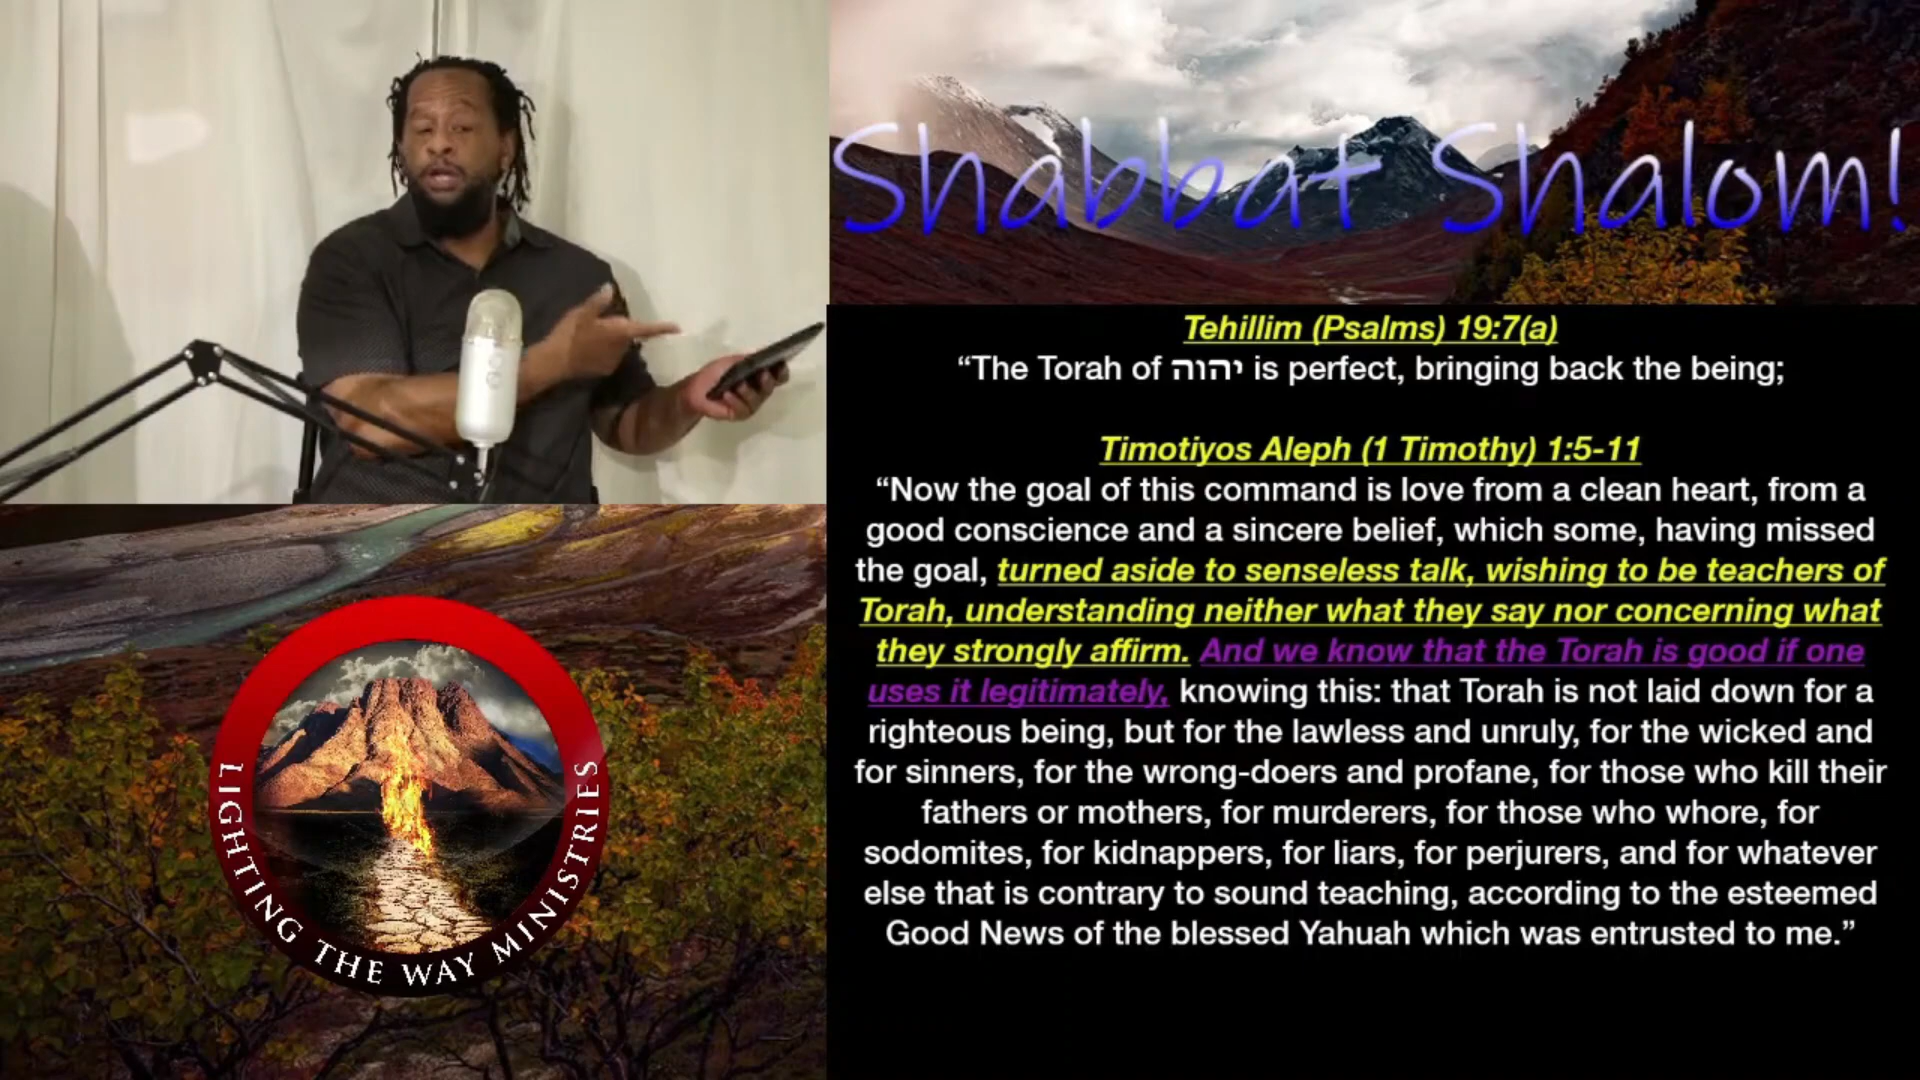 Shabbat Shalom!
Tehillim (Psalms) 19:7(a)
“The Torah of יהוה is perfect, bringing back the being;
Timotiyos Aleph (1 Timothy) 1:5-11
“Now the goal of this command is love from a clean heart, from a
good conscience and a sincere belief, which some, having missed
the goal, turned aside to senseless talk, wishing to be teachers of
Torah, understanding neither what they say nor concerning what
they strongly affirm. And we know that the Torah is good if one
uses it legitimately, knowing this: that Torah is not laid down for a
righteous being, but for the lawless and unruly, for the wicked and
for sinners, for the wrong-doers and profane, for those who kill their
fathers or mothers, for murderers, for those who whore, for
sodomites, for kidnappers, for liars, for perjurers, and for whatever
else that is contrary to sound teaching, according to the esteemed
Good News of the blessed Yahuah which was entrusted to me.”
LIGHTING THE WAY MINISTRIES